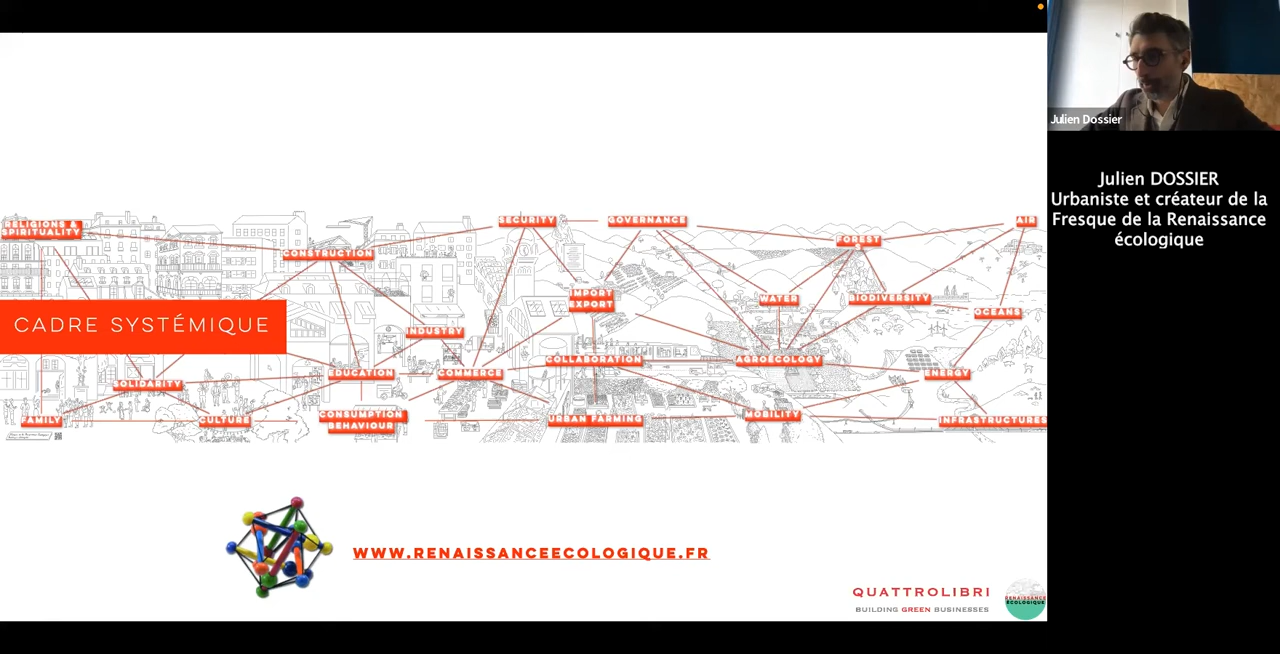 RELIGIONS &
SPIRITUALITY
SECURITY
GOVERNANCE
AIR
CONSTRUCTION
FOREST
IMPORT
EXPORT
WATER
BIODIVERSITY
OCEANS
CADRE SYSTÉMIQUE
INDUSTRY
COLLABORATION
AGROECOLOGY
SOLIDARITY
EDUCATION
COMMERCE
ENERGY
FAMILY
CULTURE
CONSUMPTION
BEHAVIOUR
URBAN FARMING
MOBILITY
INFRASTRUCTURES
WWW.RENAISSANCEECOLOGIQUE.FR
QUATTROLIBRI
BUILDING GREEN BUSINESSES
RENAISSANCE
ÉCOLOGIQUE
Julien Dossier
Julien DOSSIER
Urbaniste et créateur de la
Fresque de la Renaissance
écologique